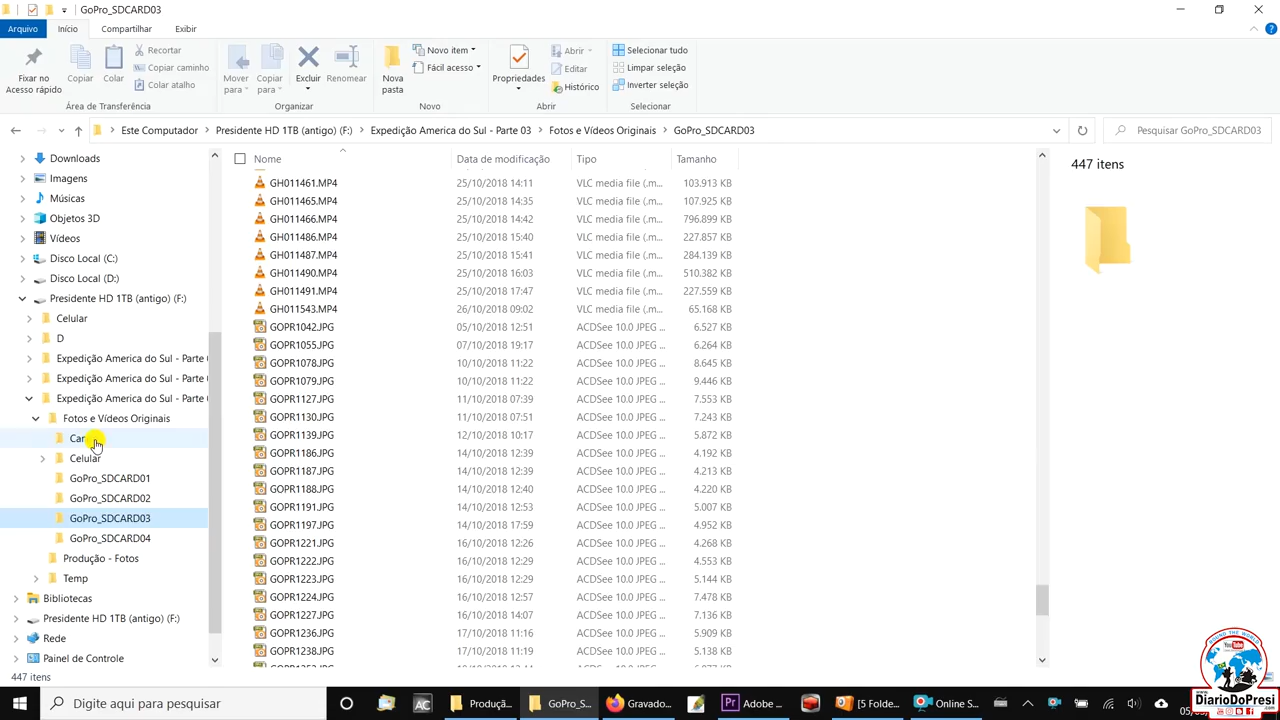 GoPro_SDCARD03
Arquivo Início Compartilhar Exibir
Fixar no Acesso rápido
Copiar
Colar
Recortar
Copiar caminho
Colar atalho
Mover para
Copiar para
Excluir
Renomear
Nova pasta
Novo item
Fácil acesso
Propriedades
Abrir
Editar
Histórico
Selecionar tudo
Limpar seleção
Inverter seleção
Área de Transferência Organizar Novo Abrir Selecionar
Este Computador Presidente HD 1TB (antigo) (F:) Expedição America do Sul - Parte 03 Fotos e Vídeos Originais GoPro_SDCARD03
Pesquisar GoPro_SDCARD03
Downloads
Imagens
Músicas
Objetos 3D
Vídeos
Disco Local (C:)
Disco Local (D:)
Presidente HD 1TB (antigo) (F:)
Celular
D
Expedição America do Sul - Parte
Expedição America do Sul - Parte
Expedição America do Sul - Parte
Fotos e Vídeos Originais
Celular
GoPro_SDCARD01
GoPro_SDCARD02
GoPro_SDCARD03
GoPro_SDCARD04
Produção - Fotos
Temp
Bibliotecas
Presidente HD 1TB (antigo) (F:)
Rede
Painel de Controle
447 itens
Nome Data de modificação Tipo Tamanho
GH011461.MP4 25/10/2018 14:11 VLC media file (.m... 103.913 KB
GH011465.MP4 25/10/2018 14:35 VLC media file (.m... 107.925 KB
GH011466.MP4 25/10/2018 14:42 VLC media file (.m... 796.899 KB
GH011486.MP4 25/10/2018 15:40 VLC media file (.m... 227.857 KB
GH011487.MP4 25/10/2018 15:41 VLC media file (.m... 284.139 KB
GH011490.MP4 25/10/2018 16:03 VLC media file (.m... 510.382 KB
GH011491.MP4 25/10/2018 17:47 VLC media file (.m... 227.559 KB
GH011543.MP4 26/10/2018 09:02 VLC media file (.m... 65.168 KB
GOPR1042.JPG 05/10/2018 12:51 ACDSee 10.0 JPEG ... 6.527 KB
GOPR1055.JPG 07/10/2018 19:17 ACDSee 10.0 JPEG ... 6.264 KB
GOPR1078.JPG 10/10/2018 11:22 ACDSee 10.0 JPEG ... 8.645 KB
GOPR1079.JPG 10/10/2018 11:22 ACDSee 10.0 JPEG ... 9.446 KB
GOPR1127.JPG 11/10/2018 07:39 ACDSee 10.0 JPEG ... 7.553 KB
GOPR1130.JPG 11/10/2018 07:51 ACDSee 10.0 JPEG ... 7.243 KB
GOPR1139.JPG 12/10/2018 10:17 ACDSee 10.0 JPEG ... 5.872 KB
GOPR1186.JPG 14/10/2018 12:39 ACDSee 10.0 JPEG ... 4.192 KB
GOPR1187.JPG 14/10/2018 12:39 ACDSee 10.0 JPEG ... 4.213 KB
GOPR1188.JPG 14/10/2018 12:40 ACDSee 10.0 JPEG ... 4.220 KB
GOPR1191.JPG 14/10/2018 12:53 ACDSee 10.0 JPEG ... 5.007 KB
GOPR1197.JPG 14/10/2018 17:59 ACDSee 10.0 JPEG ... 4.952 KB
GOPR1221.JPG 16/10/2018 12:26 ACDSee 10.0 JPEG ... 4.268 KB
GOPR1222.JPG 16/10/2018 12:29 ACDSee 10.0 JPEG ... 4.553 KB
GOPR1223.JPG 16/10/2018 12:29 ACDSee 10.0 JPEG ... 5.144 KB
GOPR1224.JPG 16/10/2018 12:57 ACDSee 10.0 JPEG ... 7.478 KB
GOPR1227.JPG 16/10/2018 14:07 ACDSee 10.0 JPEG ... 7.136 KB
GOPR1236.JPG 17/10/2018 11:16 ACDSee 10.0 JPEG ... 5.909 KB
GOPR1238.JPG 17/10/2018 11:19 ACDSee 10.0 JPEG ... 5.138 KB
447 itens
Digite aqui para pesquisar
AC
Produçã...
GoPro_S...
Gravado...
Pr
Adobe ...
[5 Folde...
Online S...
YouTube
DiarioDoPresi